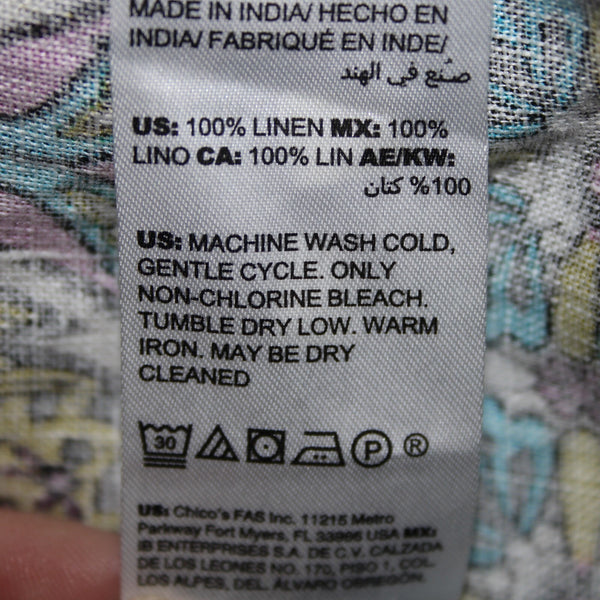 MADE IN INDIA/ HECHO EN
INDIA/ FABRIQUÉ EN INDE/
صنع في الهند
US: 100% LINEN MX: 100%
LINO CA: 100% LIN AE/KW:
100% كتان
US: MACHINE WASH COLD,
GENTLE CYCLE. ONLY
NON-CHLORINE BLEACH.
TUMBLE DRY LOW. WARM
IRON. MAY BE DRY
CLEANED
30 P ®
US: Chico's FAS Inc. 11215 Metro
Parkway Fort Myers, FL 33966 USA MX:
IB ENTERPRISES S.A. DE C.V. CALZADA
DE LOS LEONES NO. 170, PISO 1, COL.
LOS ALPES, DEL. ÁLVARO OBREGÓN.